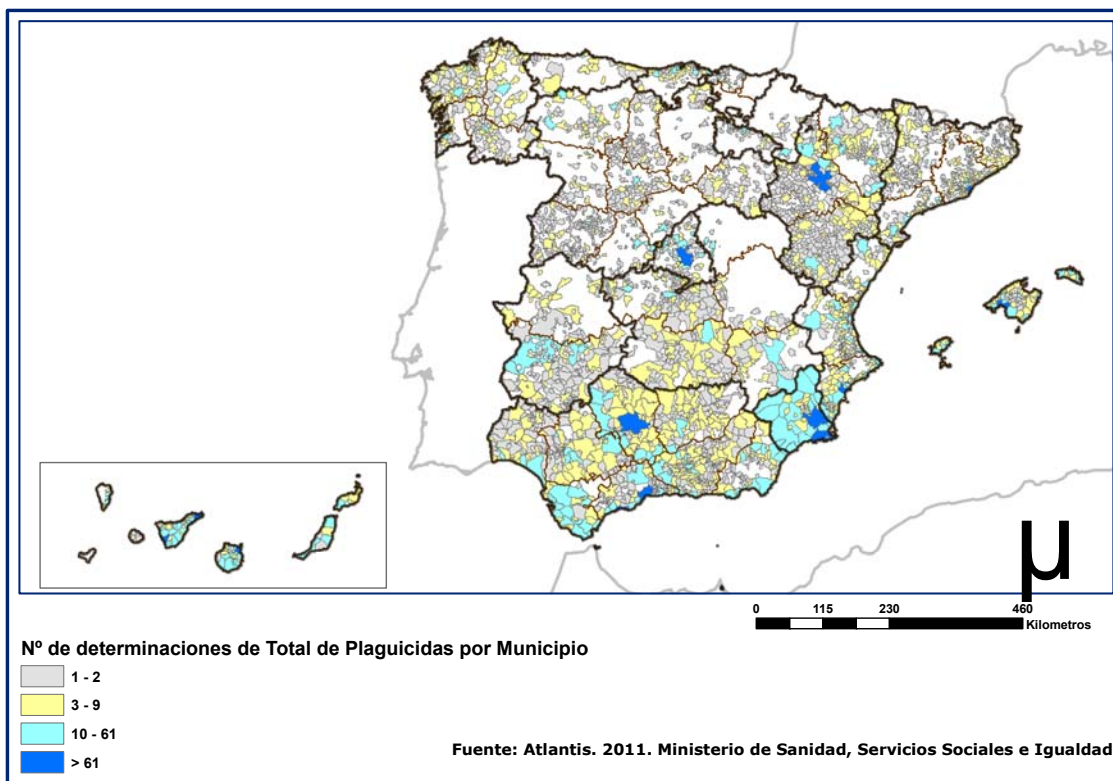 µ
0 115 230 460
Kilometros
Nº de determinaciones de Total de Plaguicidas por Municipio
1 - 2
3 - 9
10 - 61
> 61
Fuente: Atlantis. 2011. Ministerio de Sanidad, Servicios Sociales e Igualdad